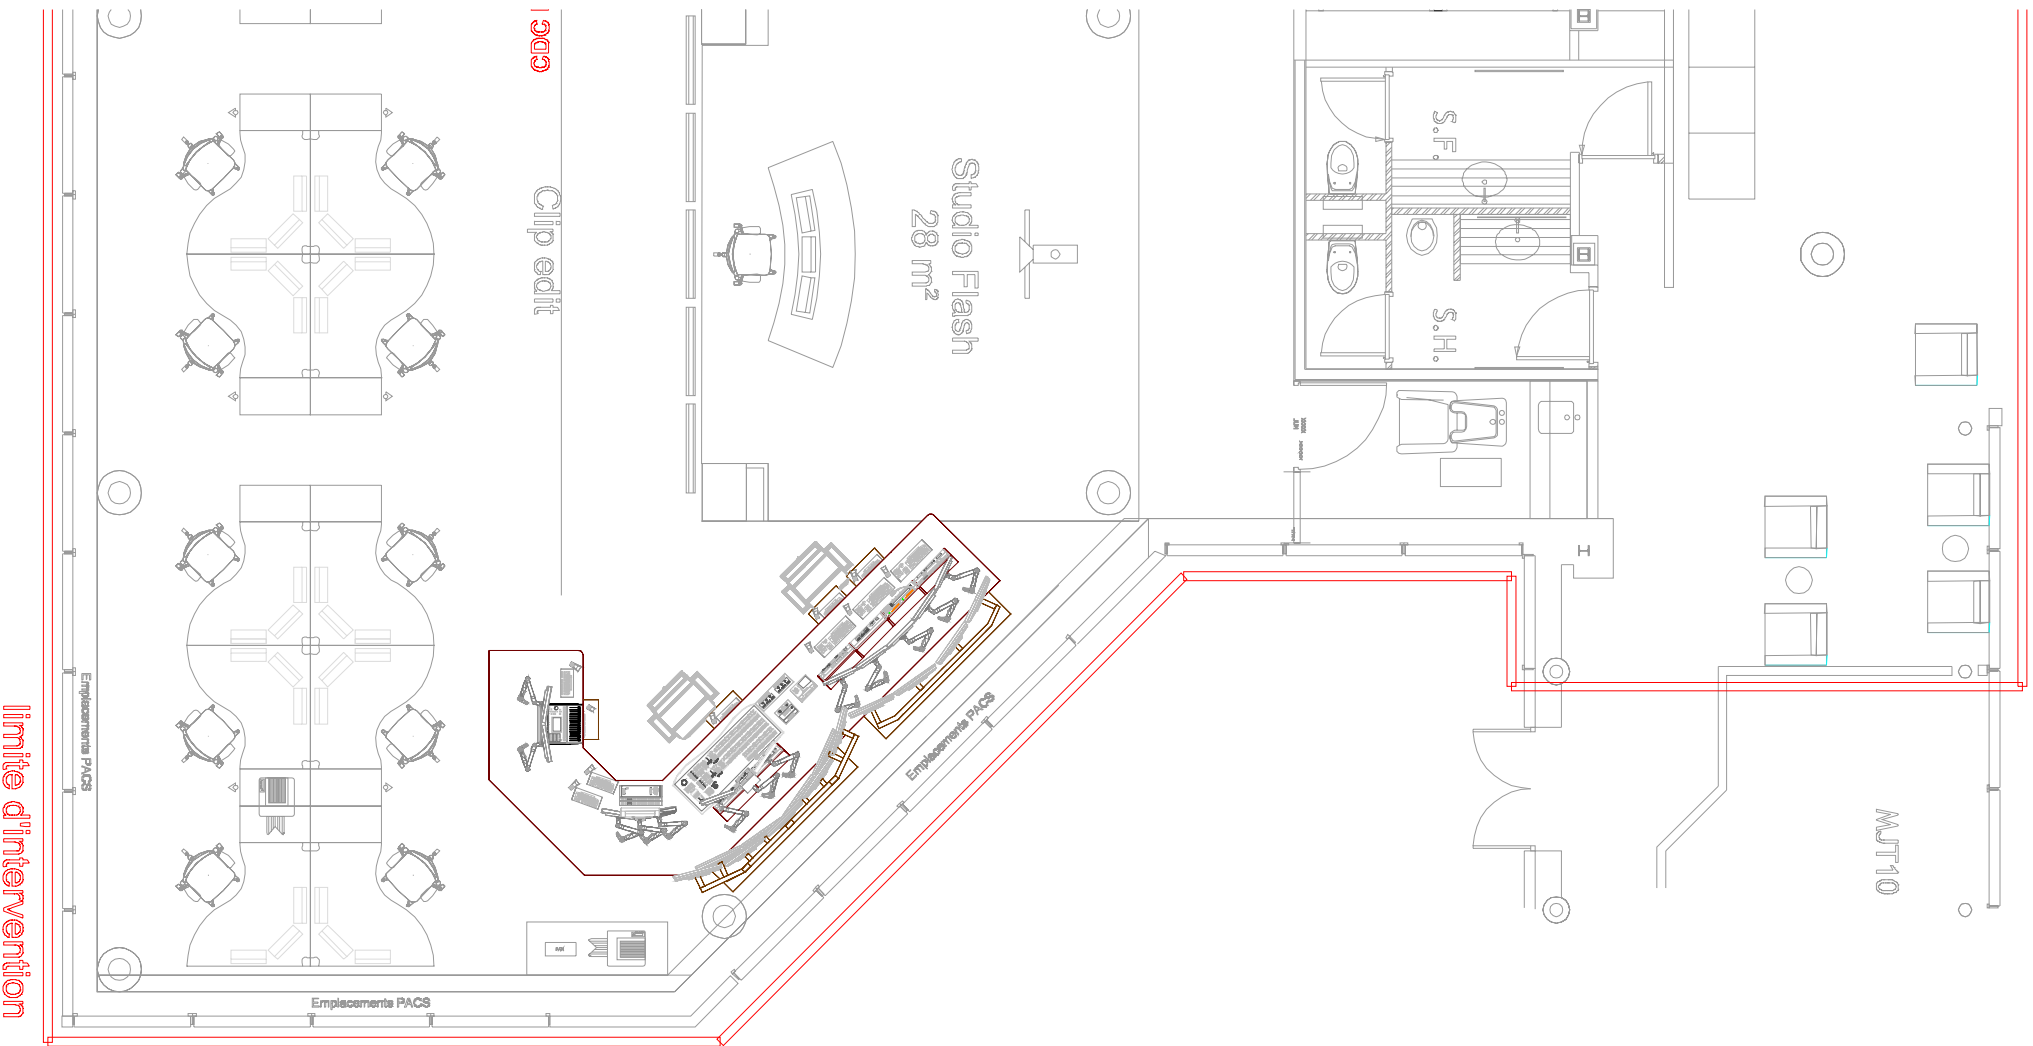 CDC
Clip edit
Studio Flash
28 m²
S.F.
S.H.
Emplacements PACS
limite d'intervention
Emplacements PACS
Emplacements PACS
H
MJT10